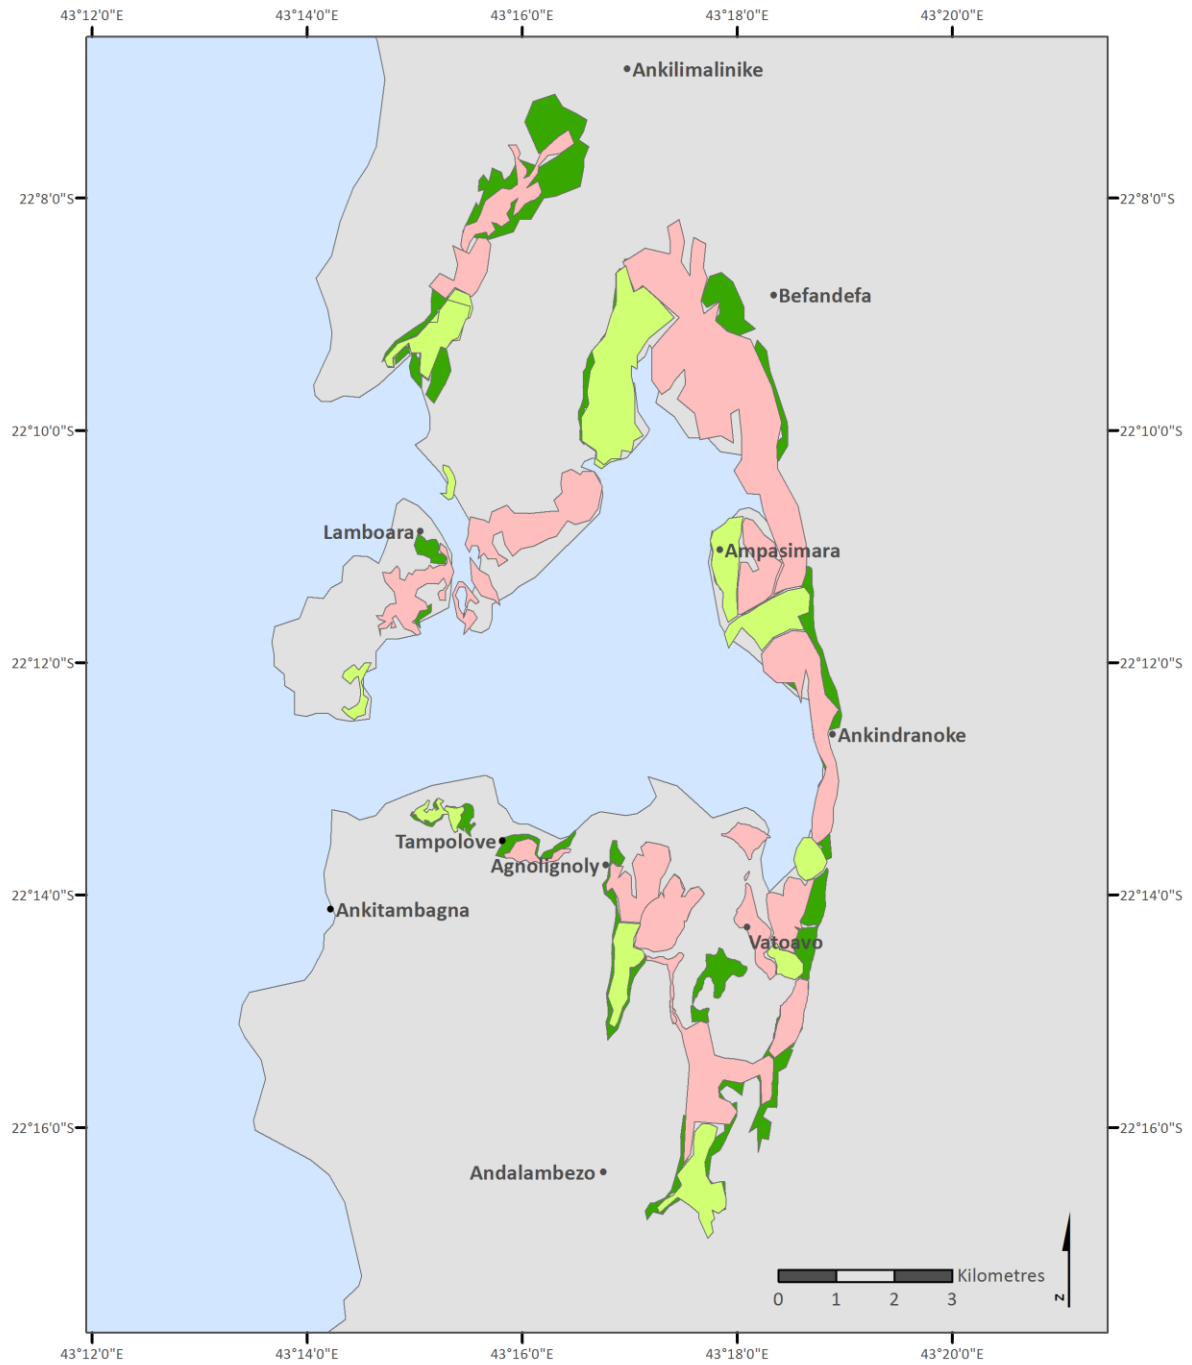 43°12'0"E 43°14'0"E 43°16'0"E 43°18'0"E 43°20'0"E
Ankilimalinike
22°8'0"S 22°8'0"S
Befandefa
22°10'0"S 22°10'0"S
Lamboara
Ampasimara
22°12'0"S 22°12'0"S
Ankindranoke
Tampolove
Agnolignoly
22°14'0"S 22°14'0"S
Ankitambagna
Vatoavo
22°16'0"S 22°16'0"S
Andalambezo
Kilometres
0 1 2 3
N
43°12'0"E 43°14'0"E 43°16'0"E 43°18'0"E 43°20'0"E